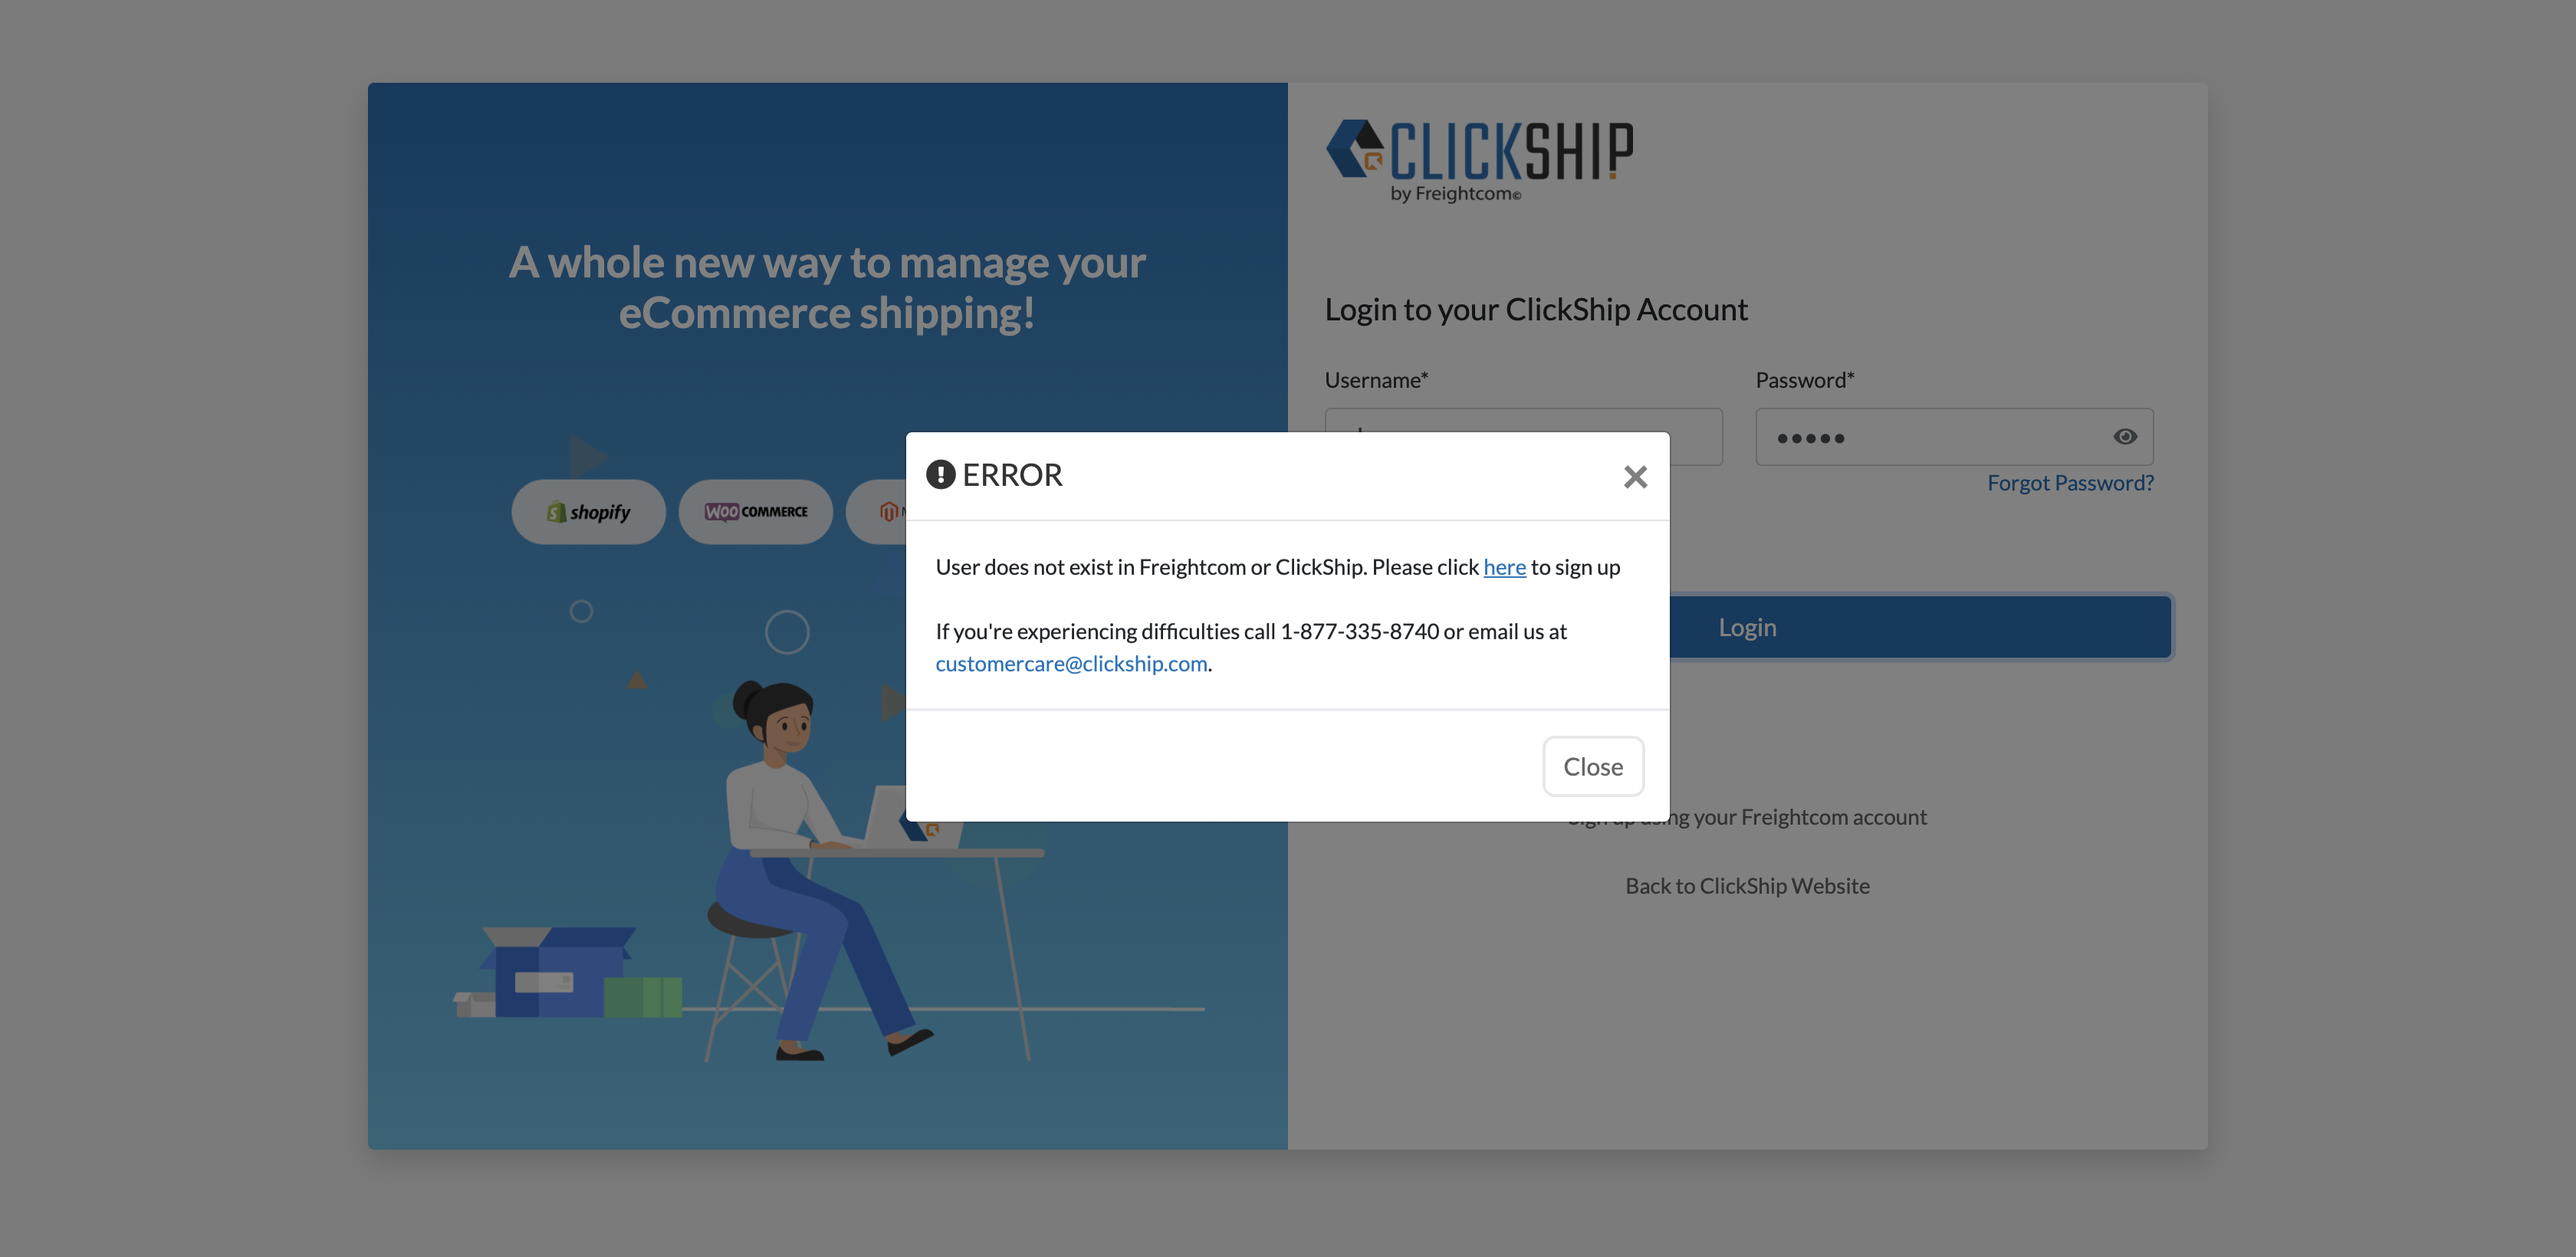 A whole new way to manage your
eCommerce shipping!
shopify
WOO COMMERCE
CLICKSHIP
by Freightcom©
Login to your ClickShip Account
Username*
Password*
•••••
Forgot Password?
ERROR
User does not exist in Freightcom or ClickShip. Please click here to sign up
If you're experiencing difficulties call 1-877-335-8740 or email us at
customercare@clickship.com.
Close
Login
Sign up using your Freightcom account
Back to ClickShip Website